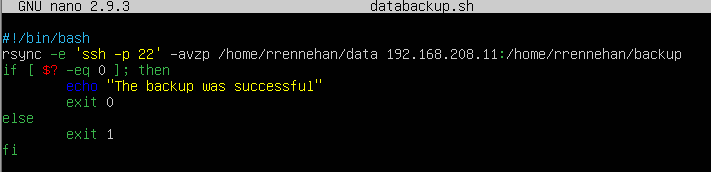 GNU nano 2.9.3 databackup.sh
#!/bin/bash
rsync -e 'ssh -p 22' -avzp /home/rrennehan/data 192.168.208.11:/home/rrennehan/backup
if [ $? -eq 0 ]; then
        echo "The backup was successful"
        exit 0
else
        exit 1
fi